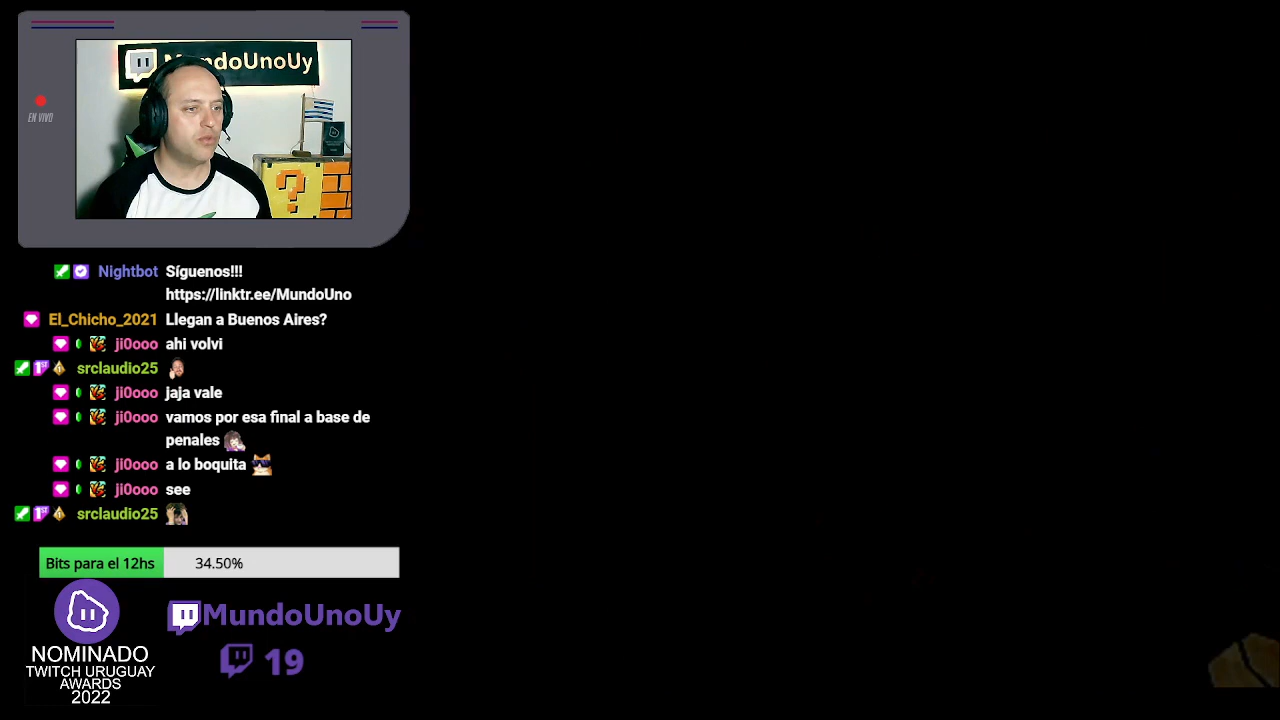 MundoUnoUy
EN VIVO
Nightbot Síguenos!!!
https://linktr.ee/MundoUno
El_Chicho_2021 Llegan a Buenos Aires?
ji0ooo ahi volvi
srclaudio25
ji0ooo jaja vale
ji0ooo vamos por esa final a base de
penales
ji0ooo a lo boquita
ji0ooo see
srclaudio25
Bits para el 12hs 34.50%
MundoUnoUy
19
NOMINADO
TWITCH URUGUAY
AWARDS
2022